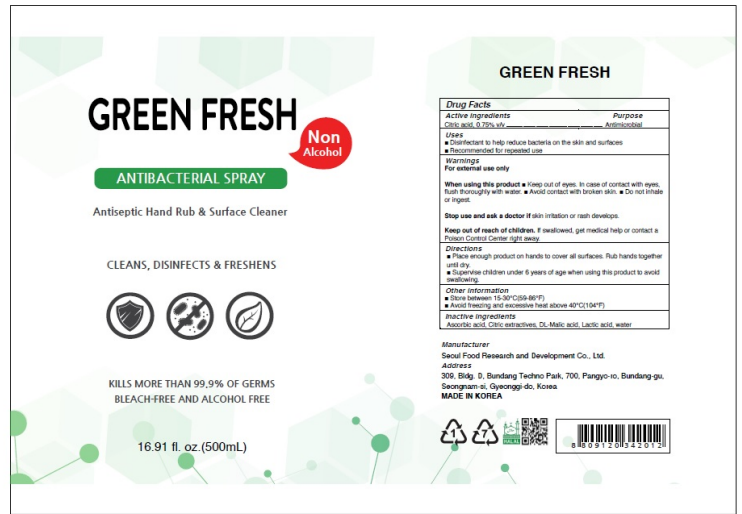 GREEN FRESH
Non
Alcohol
ANTIBACTERIAL SPRAY
Antiseptic Hand Rub & Surface Cleaner
CLEANS, DISINFECTS & FRESHENS
KILLS MORE THAN 99,9% OF GERMS
BLEACH-FREE AND ALCOHOL FREE
16.91 fl. oz.(500mL)
GREEN FRESH
Drug Facts
Active Ingredients Purpose
Citric acid, 0.75% v/v Antimicrobial
Uses
■ Disinfectant to help reduce bacteria on the skin and surfaces
■ Recommended for repeated use
Warnings
For external use only
When using this product ■ Keep out of eyes. In case of contact with eyes,
flush thoroughly with water. ■ Avoid contact with broken skin. ■ Do not inhale
or ingest.
Stop use and ask a doctor if skin irritation or rash develops.
Keep out of reach of children. If swallowed, get medical help or contact a
Poison Control Center right away.
Directions
■ Place enough product on hands to cover all surfaces. Rub hands together
until dry.
■ Supervise children under 6 years of age when using this product to avoid
swallowing.
Other information
■ Store between 15-30°C(59-86°F)
■ Avoid freezing and excessive heat above 40°C(104°F)
Inactive ingredients
Ascorbic acid, Citric extractives, DL-Malic acid, Lactic acid, water
Manufacturer
Seoul Food Research and Development Co., Ltd.
Address
309, Bldg. D, Bundang Techno Park, 700, Pangyo-ro, Bundang-gu,
Seongnam-si, Gyeonggi-do, Korea
MADE IN KOREA
1
7
HALAL
8 809120 342012